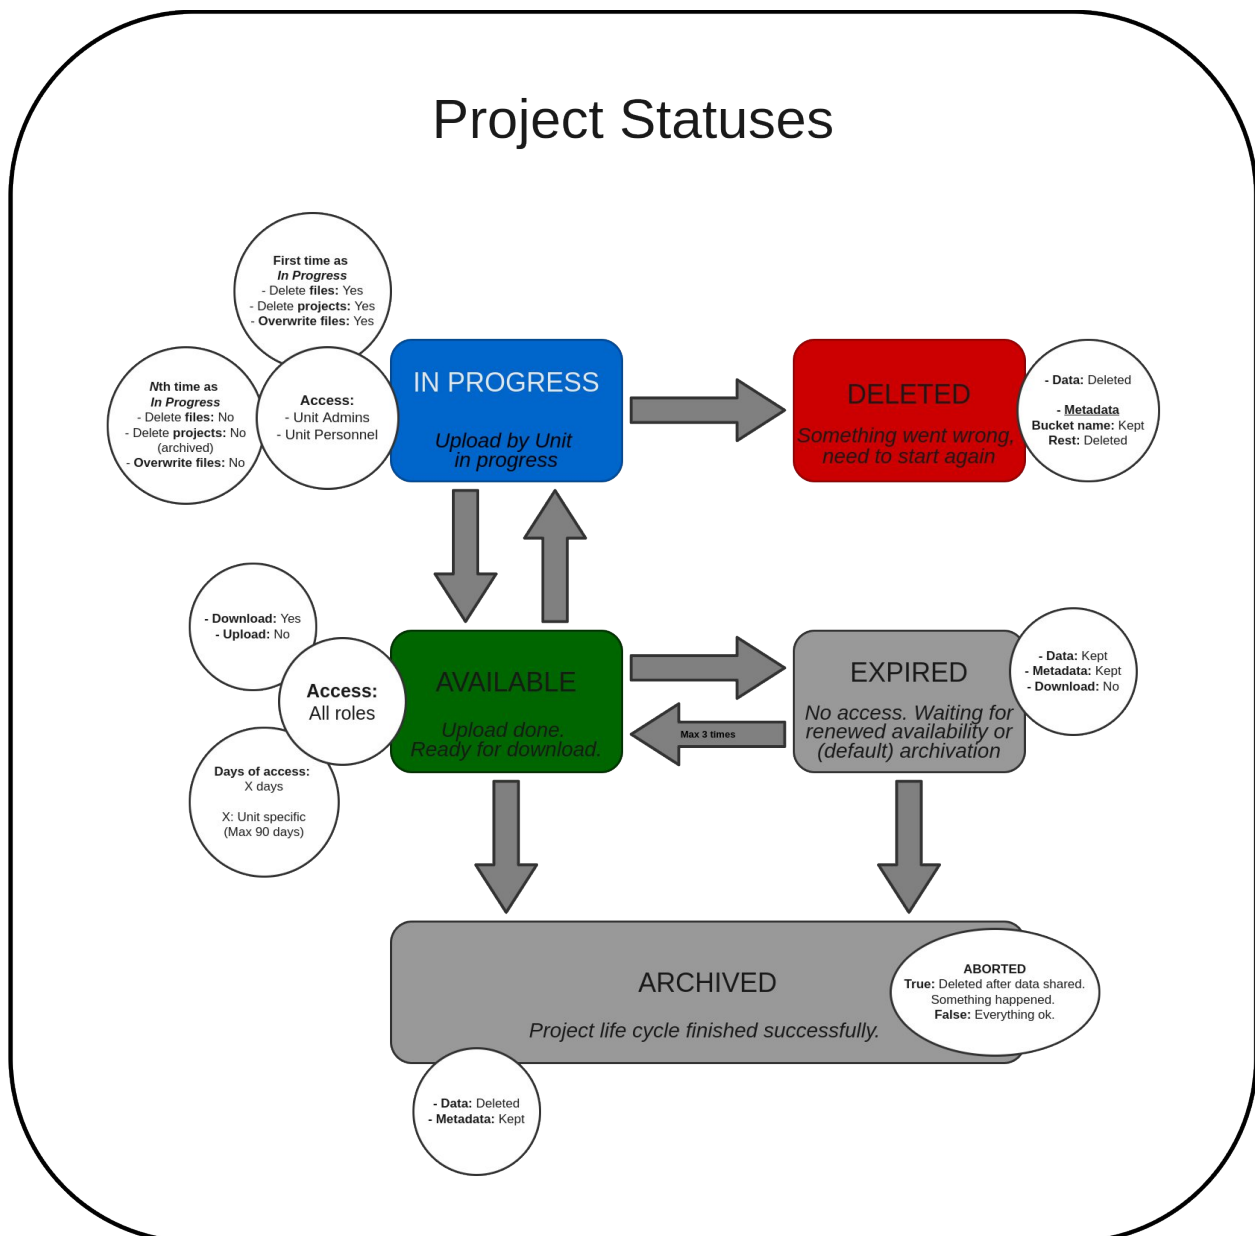 Project Statuses
First time as
In Progress
- Delete files: Yes
- Delete projects: Yes
- Overwrite files: Yes
Nth time as
In Progress
- Delete files: No
- Delete projects: No
(archived)
- Overwrite files: No
Access:
- Unit Admins
- Unit Personnel
IN PROGRESS
Upload by Unit
in progress
DELETED
Something went wrong,
need to start again
- Data: Deleted
- Metadata
Bucket name: Kept
Rest: Deleted
- Download: Yes
- Upload: No
Access:
All roles
Days of access:
X days
X: Unit specific
(Max 90 days)
AVAILABLE
Upload done.
Ready for download.
Max 3 times
EXPIRED
No access. Waiting for
renewed availability or
(default) archivation
- Data: Kept
- Metadata: Kept
- Download: No
ARCHIVED
Project life cycle finished successfully.
ABORTED
True: Deleted after data shared.
Something happened.
False: Everything ok.
- Data: Deleted
- Metadata: Kept